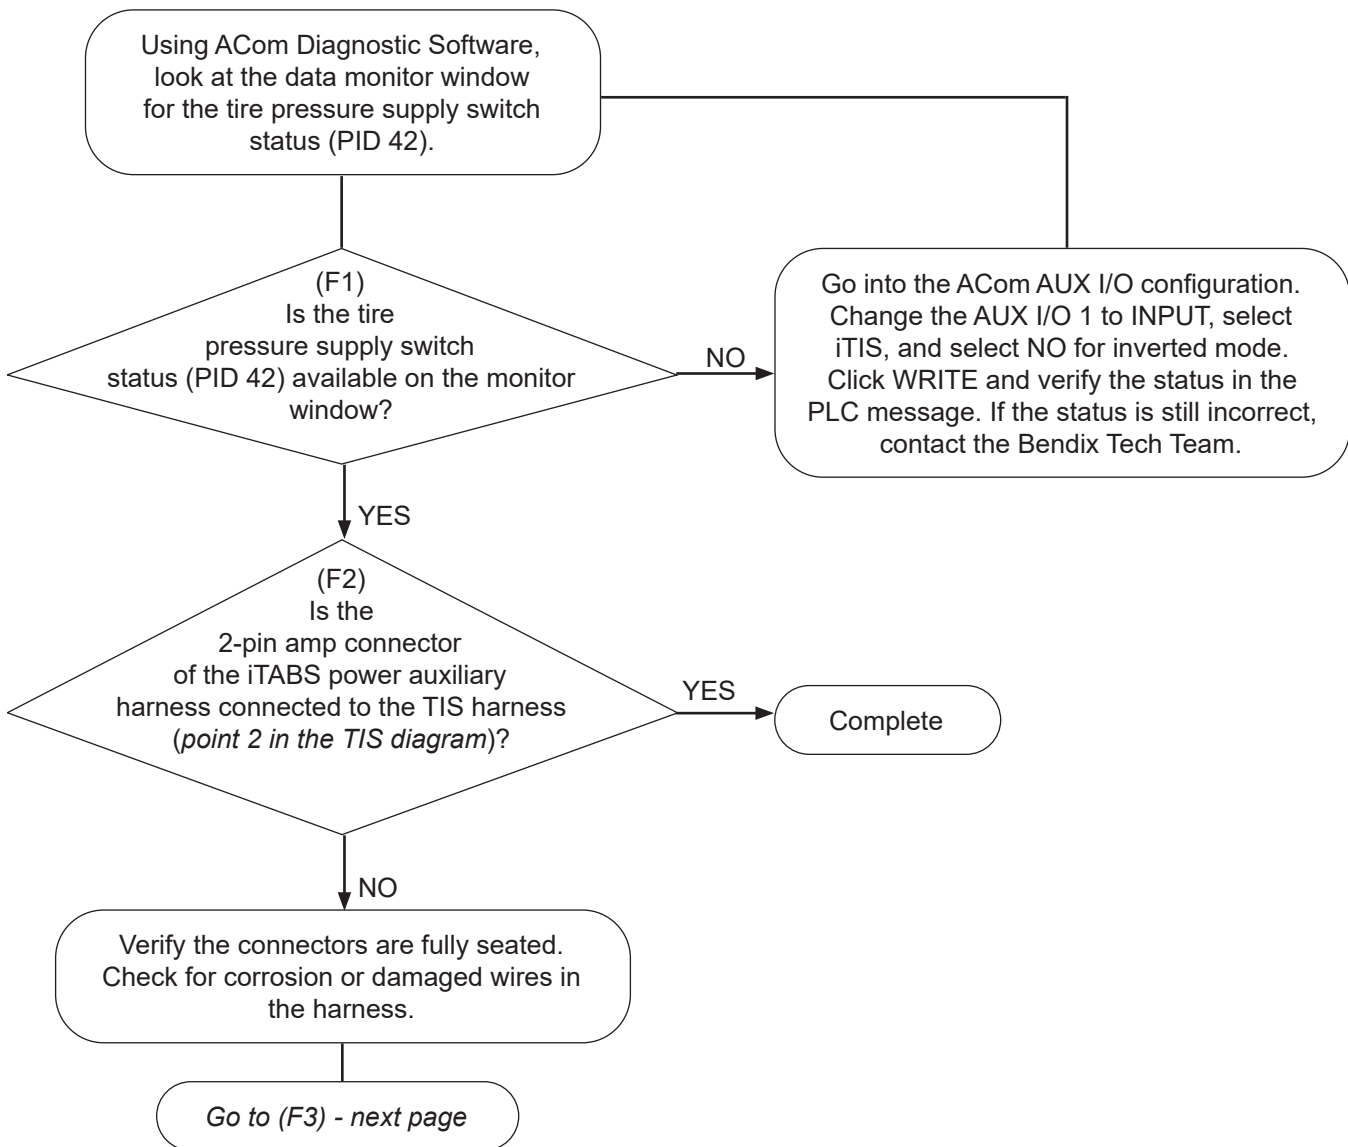 Using ACom Diagnostic Software,
look at the data monitor window
for the tire pressure supply switch
status (PID 42).
(F1)
Is the tire
pressure supply switch
status (PID 42) available on the monitor
window?
NO
Go into the ACom AUX I/O configuration.
Change the AUX I/O 1 to INPUT, select
iTIS, and select NO for inverted mode.
Click WRITE and verify the status in the
PLC message. If the status is still incorrect,
contact the Bendix Tech Team.
YES
(F2)
Is the
2-pin amp connector
of the iTABS power auxiliary
harness connected to the TIS harness
(point 2 in the TIS diagram)?
YES
Complete
NO
Verify the connectors are fully seated.
Check for corrosion or damaged wires in
the harness.
Go to (F3) - next page